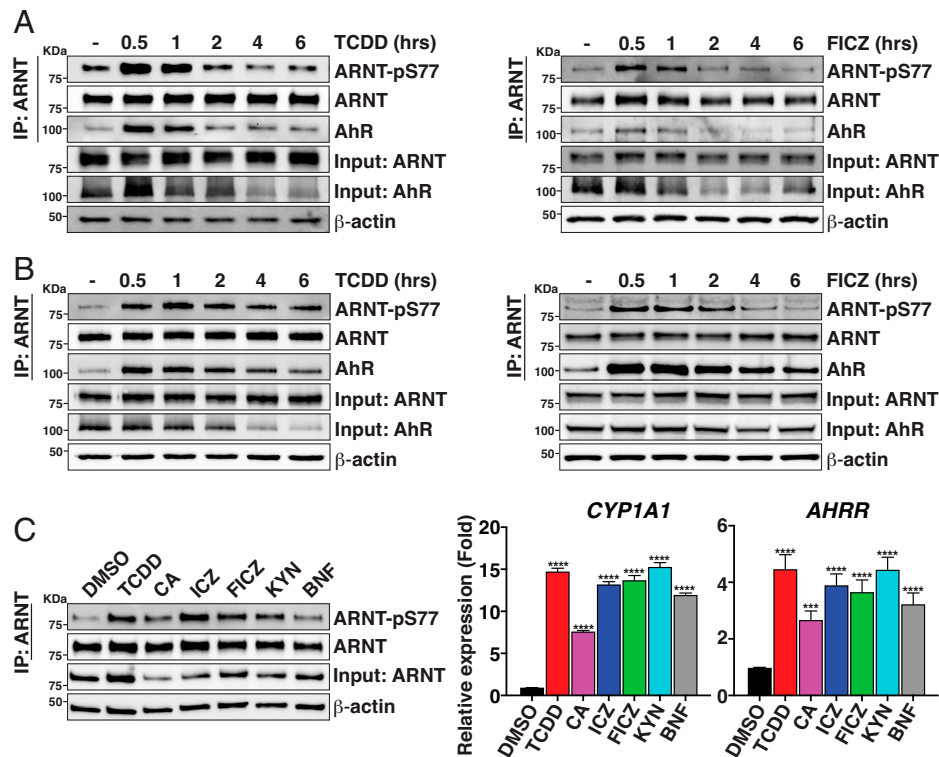 A
KDa - 0.5 1 2 4 6 TCDD (hrs)
IP: ARNT
75 ARNT-pS77
75 ARNT
100 AhR
75 Input: ARNT
100 Input: AhR
50 β-actin
KDa - 0.5 1 2 4 6 FICZ (hrs)
IP: ARNT
75 ARNT-pS77
75 ARNT
100 AhR
75 Input: ARNT
100 Input: AhR
50 β-actin
B
KDa - 0.5 1 2 4 6 TCDD (hrs)
IP: ARNT
75 ARNT-pS77
75 ARNT
100 AhR
75 Input: ARNT
100 Input: AhR
50 β-actin
KDa - 0.5 1 2 4 6 FICZ (hrs)
IP: ARNT
75 ARNT-pS77
75 ARNT
100 AhR
75 Input: ARNT
100 Input: AhR
50 β-actin
C
DMSO TCDD CA ICZ FICZ KYN BNF
KDa
IP: ARNT
75 ARNT-pS77
75 ARNT
75 Input: ARNT
50 β-actin
CYP1A1
Relative expression (Fold)
20
15
10
5
0
**** **** **** **** **** ****
DMSO TCDD CA ICZ FICZ KYN BNF
AHRR
6
4
2
0
**** *** **** **** **** ****
DMSO TCDD CA ICZ FICZ KYN BNF